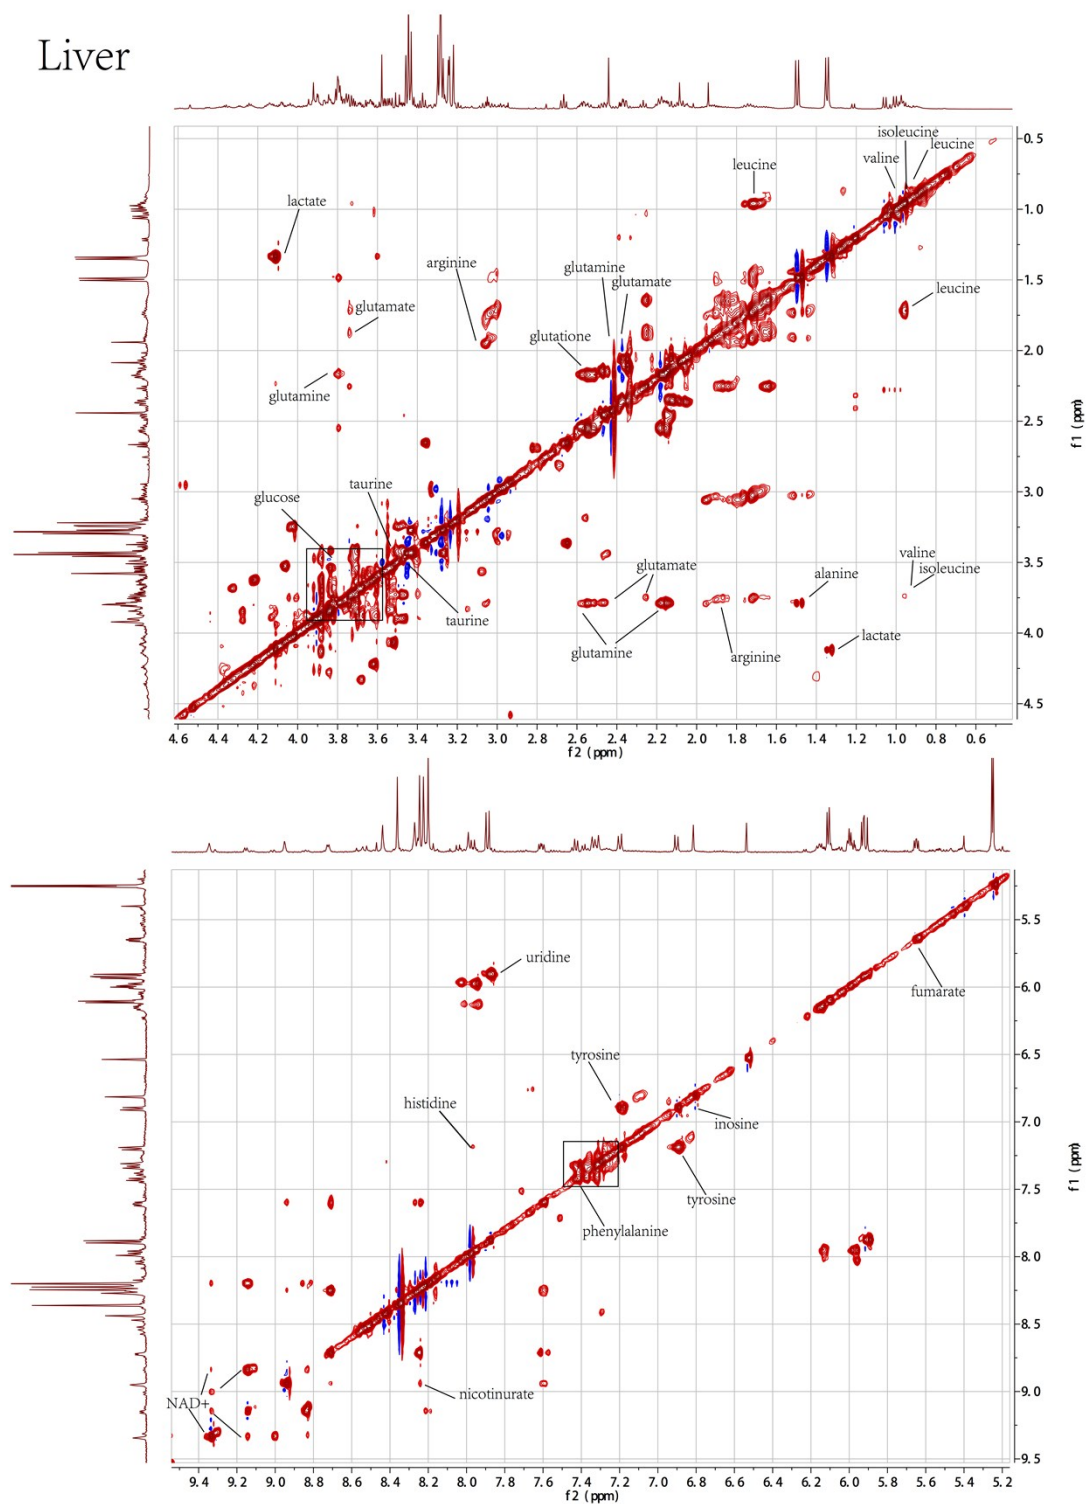 Liver
isoleucine
leucine
valine
leucine
lactate
arginine
glutamine
glutamate
leucine
glutamate
glutatione
glutamine
taurine
glucose
glutamate
valine
isoleucine
alanine
taurine
lactate
glutamine
arginine
0.5
1.0
1.5
2.0
2.5
3.0
3.5
4.0
4.5
f1 (ppm)
4.6 4.4 4.2 4.0 3.8 3.6 3.4 3.2 3.0 2.8 2.6 2.4 2.2 2.0 1.8 1.6 1.4 1.2 1.0 0.8 0.6
f2 (ppm)
uridine
fumarate
tyrosine
histidine
inosine
tyrosine
phenylalanine
nicotinurate
NAD+
5.5
6.0
6.5
7.0
7.5
8.0
8.5
9.0
9.5
f1 (ppm)
9.4 9.2 9.0 8.8 8.6 8.4 8.2 8.0 7.8 7.6 7.4 7.2 7.0 6.8 6.6 6.4 6.2 6.0 5.8 5.6 5.4 5.2
f2 (ppm)